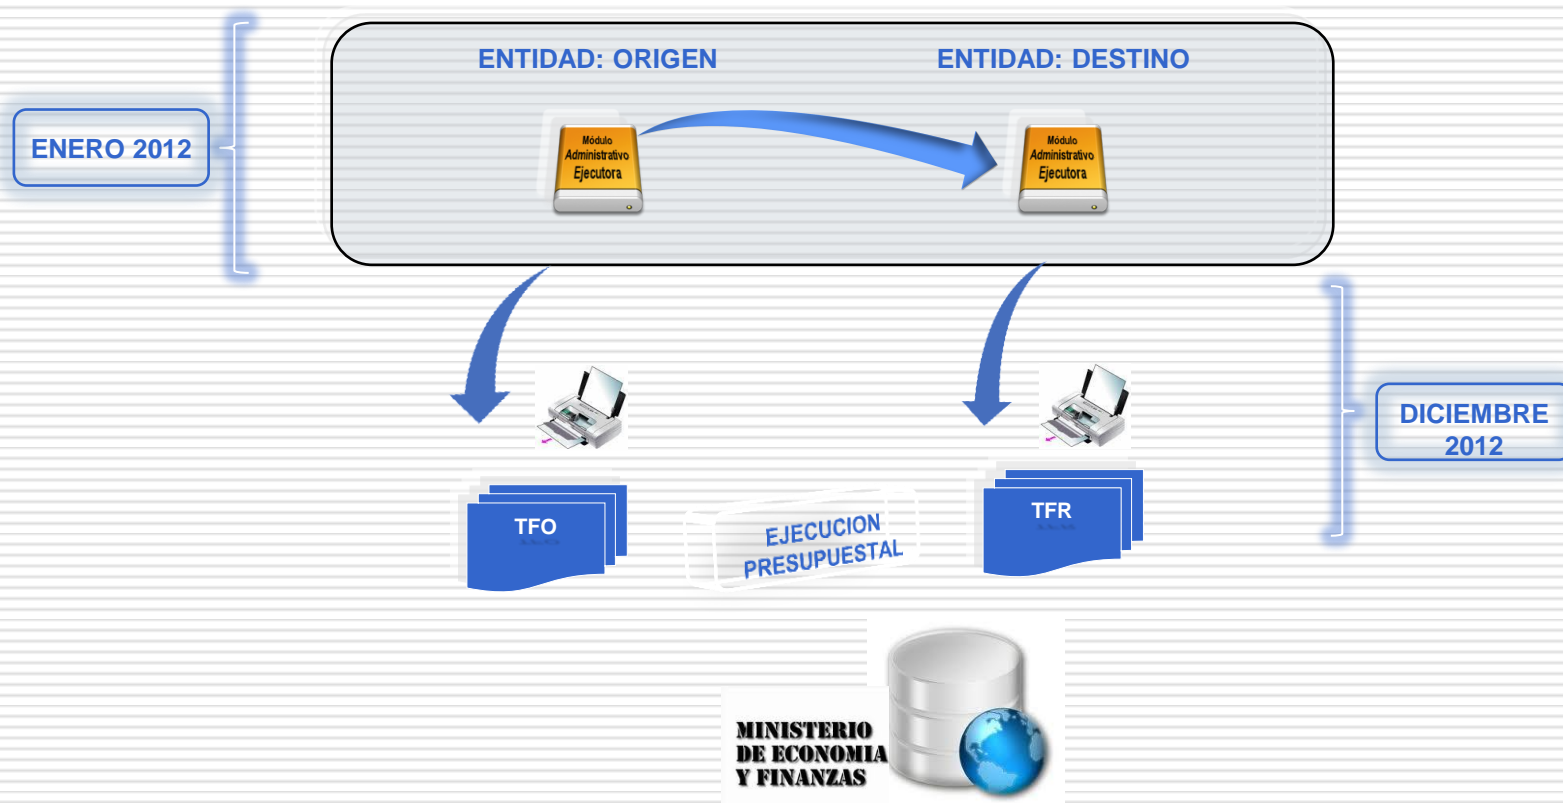 ENTIDAD: ORIGEN
ENTIDAD: DESTINO
ENERO 2012
Módulo
Administrativo
Ejecutora
Módulo
Administrativo
Ejecutora
DICIEMBRE
2012
TFO
TFR
EJECUCION
PRESUPUESTAL
MINISTERIO
DE ECONOMIA
Y FINANZAS